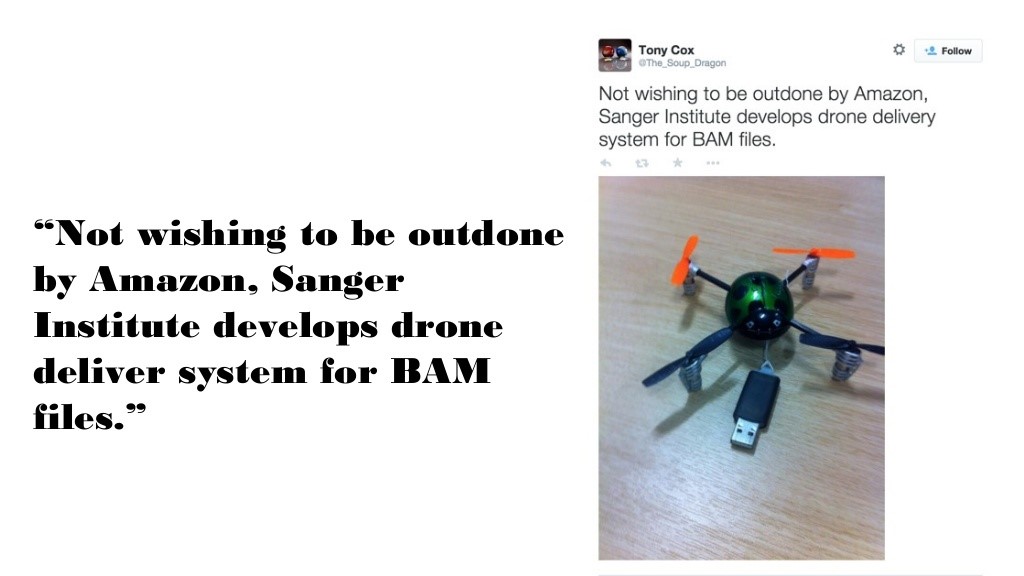 “Not wishing to be outdone
by Amazon, Sanger
Institute develops drone
deliver system for BAM
files.”
Tony Cox
@The_Soup_Dragon
Follow
Not wishing to be outdone by Amazon,
Sanger Institute develops drone delivery
system for BAM files.